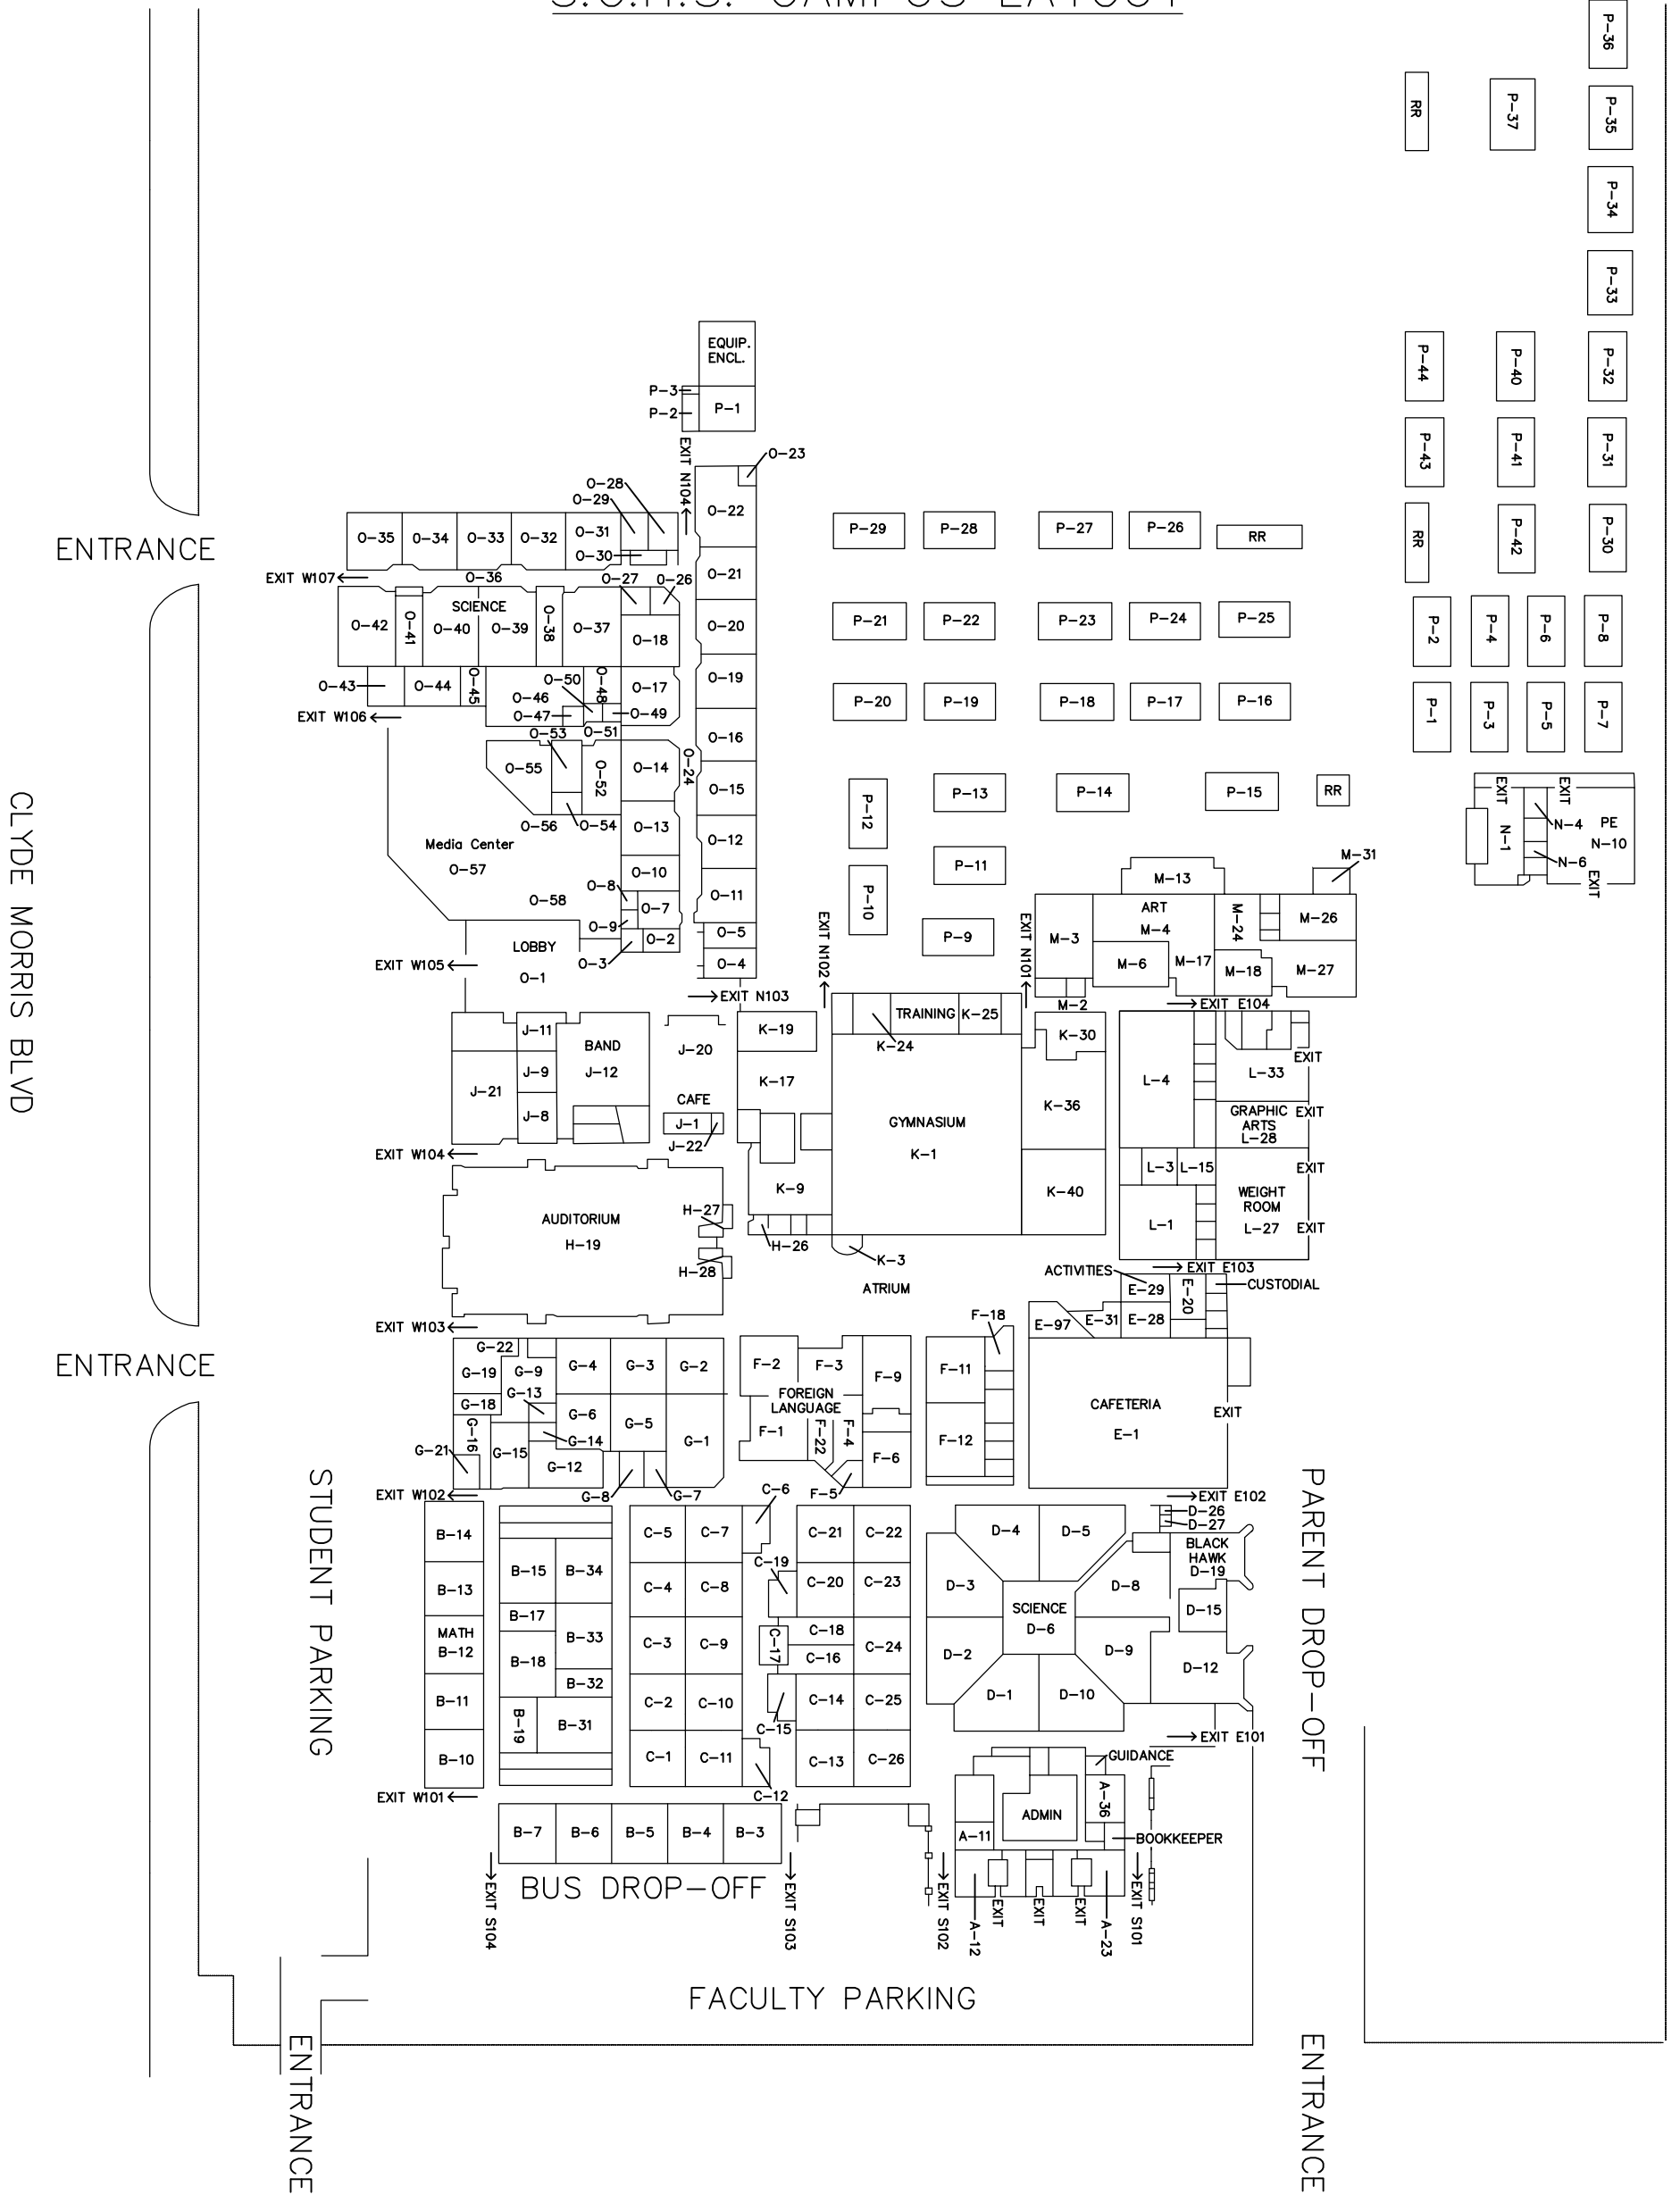 S.C.H.S. CAMPUS LAYOUT
P-36
RR
P-37
P-35
P-34
P-33
EQUIP.
ENCL.
P-3
P-2
P-1
P-44
P-40
P-32
P-43
P-41
P-31
EXIT N104
O-23
O-28
O-29
O-22
O-35
O-34
O-33
O-32
O-31
O-30
P-29
P-28
P-27
P-26
RR
RR
P-42
P-30
ENTRANCE
EXIT W107
O-36
O-27
O-26
O-21
SCIENCE
O-42
O-41
O-40
O-39
O-38
O-37
O-18
O-20
P-21
P-22
P-23
P-24
P-25
P-2
P-4
P-6
P-8
O-43
O-44
O-45
O-46
O-50
O-48
O-17
O-19
O-47
O-49
EXIT W106
P-20
P-19
P-18
P-17
P-16
P-1
P-3
P-5
P-7
O-53
O-51
O-16
O-55
O-52
O-14
O-24
O-15
P-12
P-13
P-14
P-15
RR
EXIT
EXIT
N-4
PE
N-1
N-10
N-6
EXIT
O-56
O-54
O-13
O-12
Media Center
O-57
O-10
O-8
O-58
O-7
O-11
O-9
P-11
P-10
P-9
M-31
M-13
ART
M-4
M-24
M-26
M-3
M-6
M-17
M-18
M-27
M-2
CLYDE MORRIS BLVD
LOBBY
O-1
O-3
O-2
O-5
O-4
EXIT W105
EXIT N103
EXIT N102
EXIT N101
EXIT E104
J-11
BAND
J-12
J-20
J-21
J-9
J-8
CAFE
J-1
J-22
K-19
K-17
K-24
TRAINING
K-25
K-30
GYMNASIUM
K-1
K-36
K-9
K-40
L-4
L-33
EXIT
GRAPHIC
ARTS
L-28
EXIT
L-3
L-15
EXIT
WEIGHT
ROOM
L-27
L-1
EXIT
EXIT W104
AUDITORIUM
H-19
H-27
H-28
H-26
K-3
ATRIUM
EXIT E103
ACTIVITIES
E-29
E-20
CUSTODIAL
E-97
E-31
E-28
EXIT W103
ENTRANCE
G-22
G-19
G-9
G-4
G-3
G-2
G-13
G-18
G-6
G-5
G-16
G-14
G-1
G-21
G-15
G-12
G-8
G-7
F-2
F-3
F-9
FOREIGN
LANGUAGE
F-1
F-22
F-4
F-6
F-5
F-18
F-11
F-12
CAFETERIA
E-1
EXIT
EXIT W102
EXIT E102
STUDENT PARKING
PARENT DROP-OFF
B-14
B-13
MATH
B-12
B-11
B-10
B-15
B-34
B-17
B-33
B-18
B-32
B-19
B-31
C-6
C-5
C-7
C-19
C-4
C-8
C-3
C-9
C-17
C-2
C-10
C-15
C-1
C-11
C-12
C-21
C-22
C-20
C-23
C-18
C-24
C-16
C-14
C-25
C-13
C-26
D-4
D-5
D-26
D-27
BLACK
HAWK
D-19
D-3
D-8
SCIENCE
D-6
D-15
D-2
D-9
D-12
D-1
D-10
EXIT E101
GUIDANCE
ADMIN
A-36
A-11
BOOKKEEPER
A-12
A-23
EXIT
EXIT
EXIT
EXIT W101
B-7
B-6
B-5
B-4
B-3
BUS DROP-OFF
EXIT S104
EXIT S103
EXIT S102
EXIT S101
FACULTY PARKING
ENTRANCE
ENTRANCE